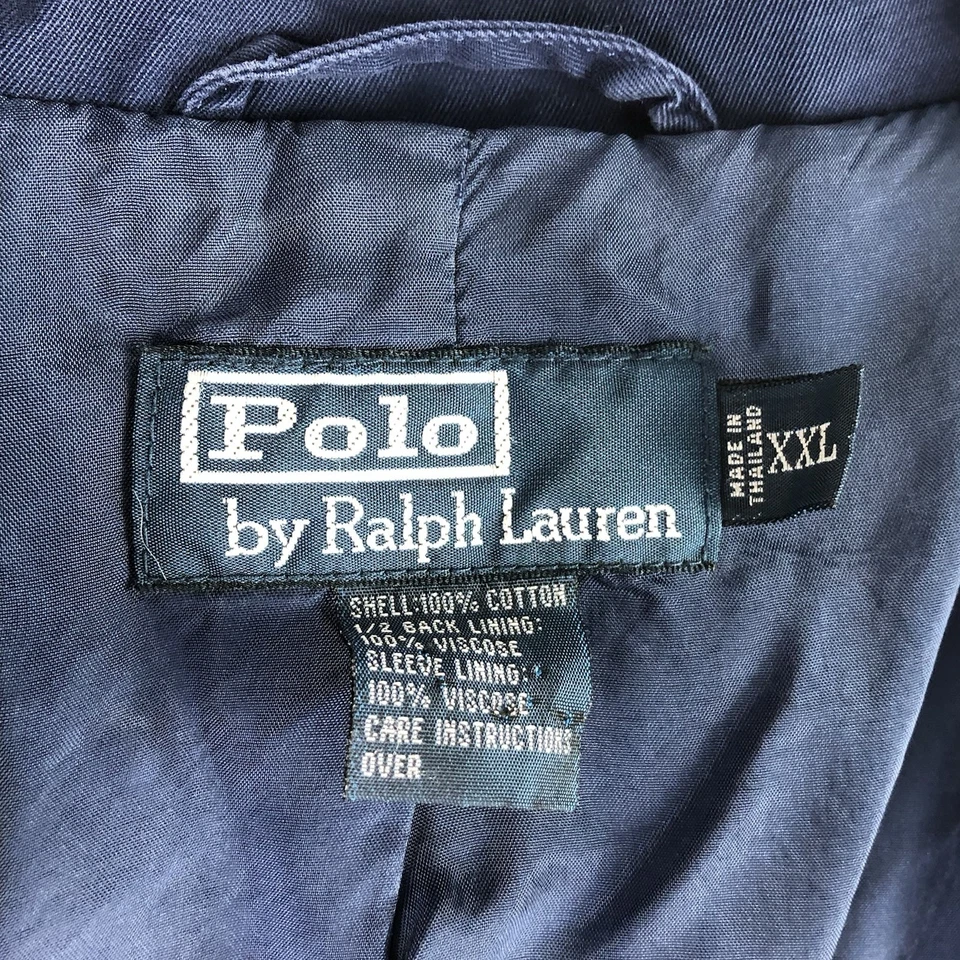 Polo
by Ralph Lauren
MADE IN
THAILAND
XXL
SHELL:100% COTTON
1/2 BACK LINING:
100% VISCOSE
SLEEVE LINING:
100% VISCOSE
CARE INSTRUCTIONS
OVER